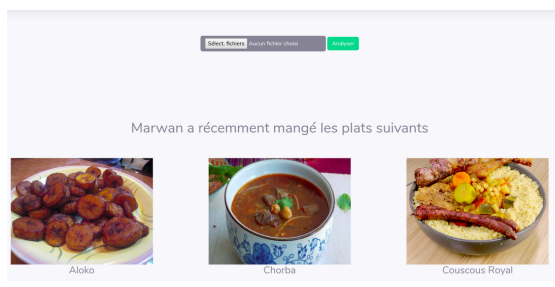 Sélect. fichiers Aucun fichier choisi Analyser
Marwan a récemment mangé les plats suivants
Aloko Chorba Couscous Royal